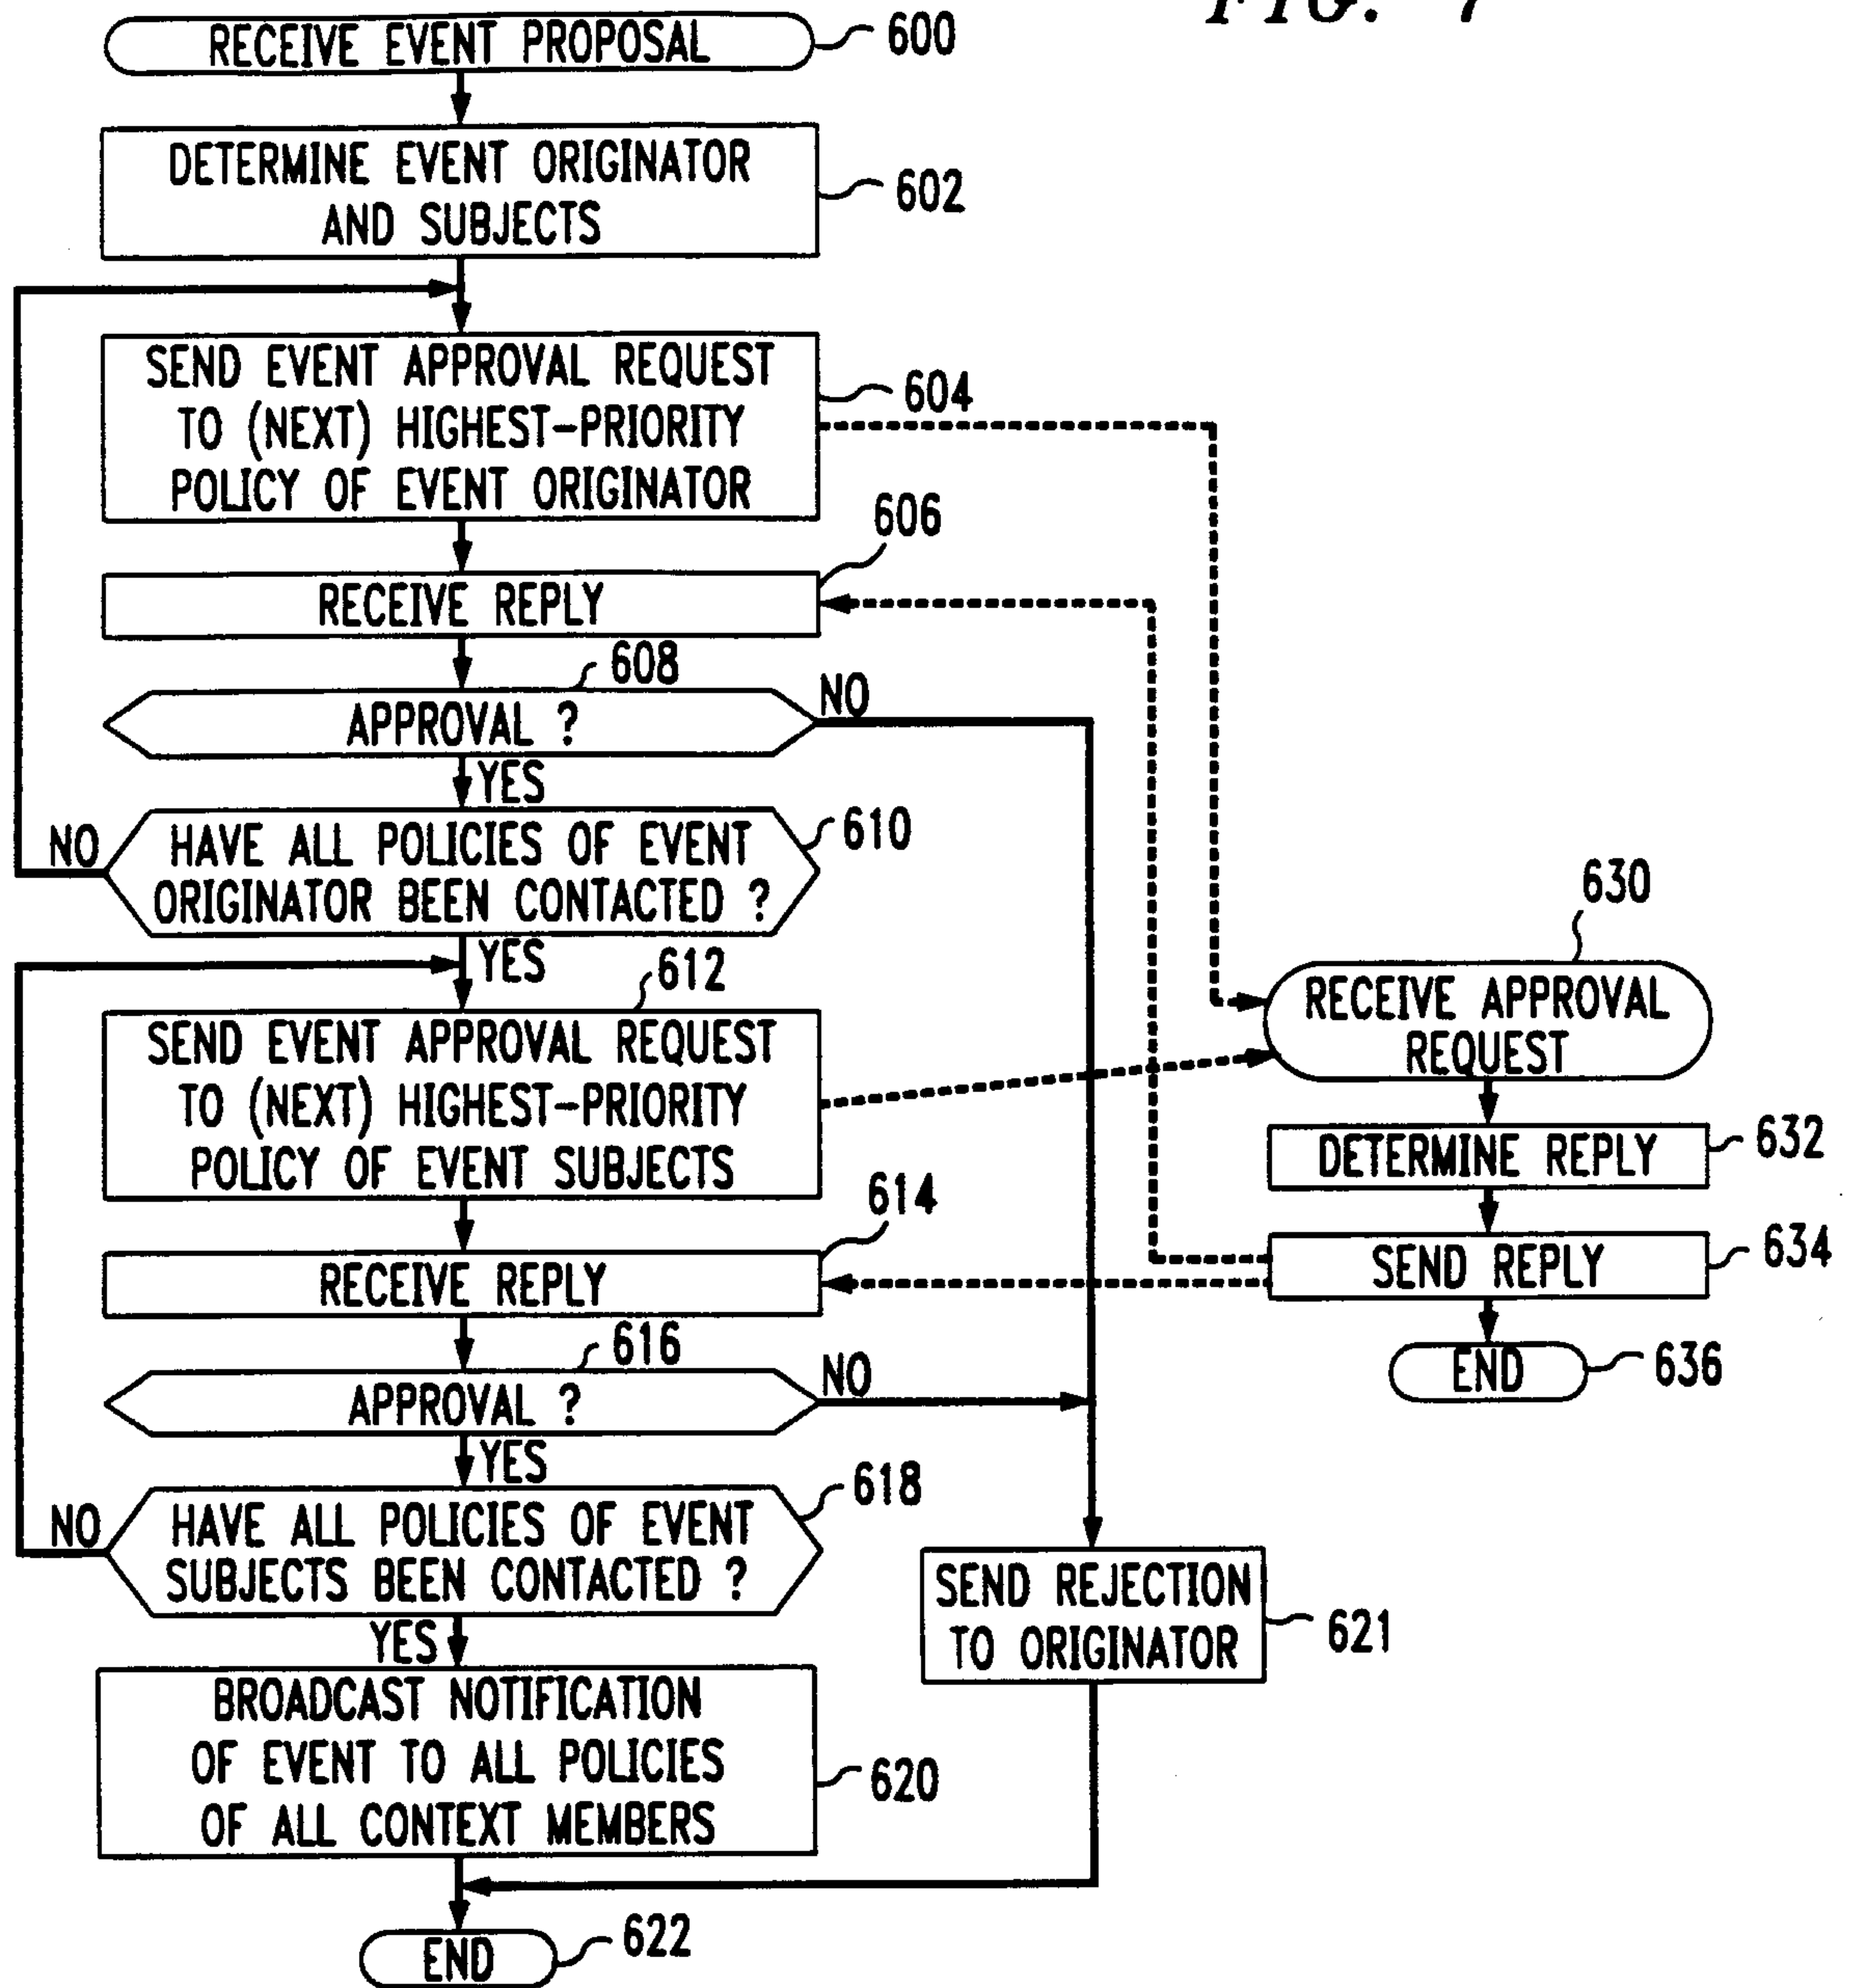 FIG. 7
RECEIVE EVENT PROPOSAL
600
DETERMINE EVENT ORIGINATOR
AND SUBJECTS
602
SEND EVENT APPROVAL REQUEST
TO (NEXT) HIGHEST-PRIORITY
POLICY OF EVENT ORIGINATOR
604
606
RECEIVE REPLY
608
APPROVAL ?
NO
YES
HAVE ALL POLICIES OF EVENT
ORIGINATOR BEEN CONTACTED ?
610
NO
YES
612
SEND EVENT APPROVAL REQUEST
TO (NEXT) HIGHEST-PRIORITY
POLICY OF EVENT SUBJECTS
614
RECEIVE REPLY
616
APPROVAL ?
NO
YES
HAVE ALL POLICIES OF EVENT
SUBJECTS BEEN CONTACTED ?
618
NO
YES
BROADCAST NOTIFICATION
OF EVENT TO ALL POLICIES
OF ALL CONTEXT MEMBERS
620
SEND REJECTION
TO ORIGINATOR
621
END
622
630
RECEIVE APPROVAL
REQUEST
DETERMINE REPLY
632
SEND REPLY
634
END
636